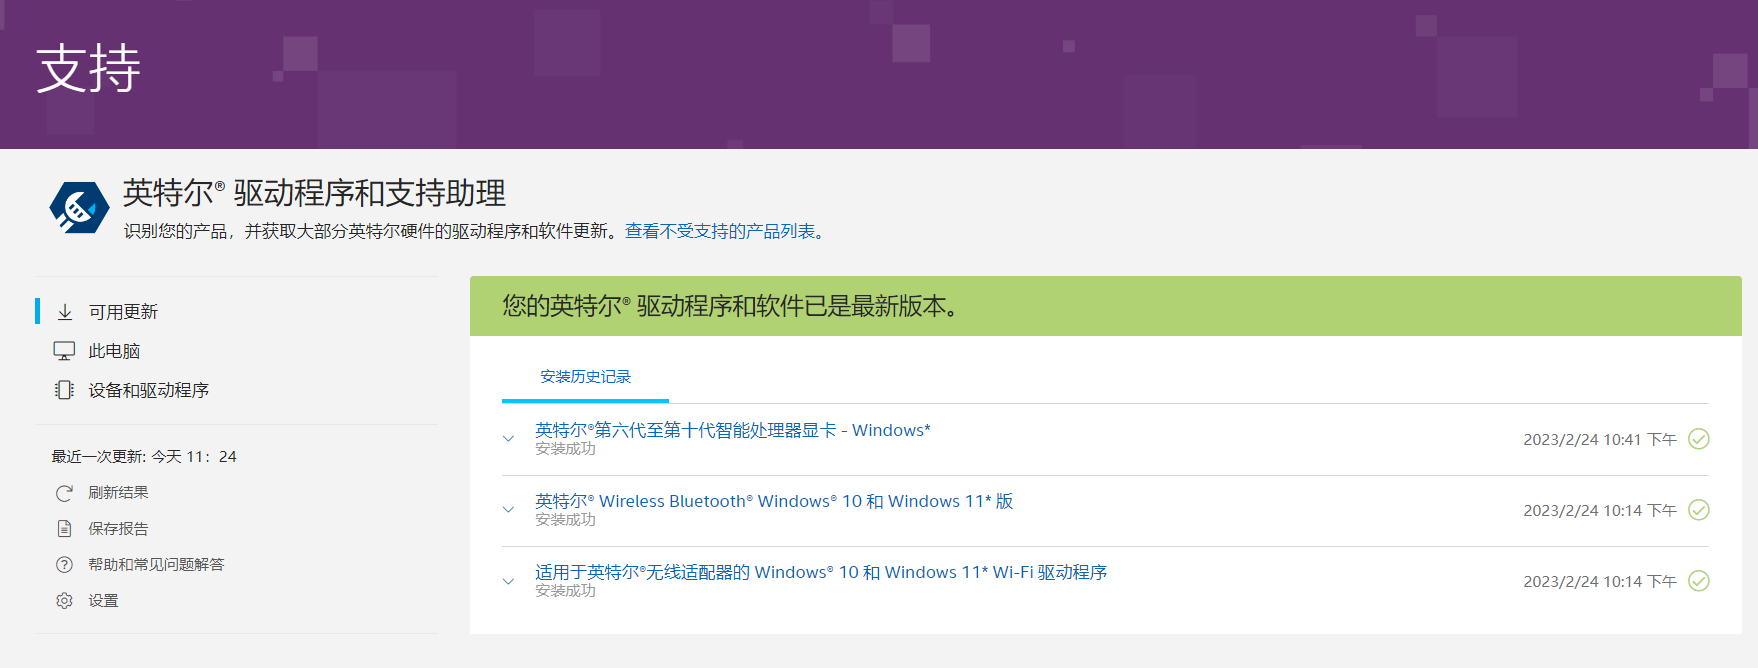 支持
英特尔® 驱动程序和支持助理
识别您的产品，并获取大部分英特尔硬件的驱动程序和软件更新。查看不受支持的产品列表。
可用更新
此电脑
设备和驱动程序
最近一次更新: 今天 11：24
刷新结果
保存报告
帮助和常见问题解答
设置
您的英特尔® 驱动程序和软件已是最新版本。
安装历史记录
英特尔®第六代至第十代智能处理器显卡 - Windows*
安装成功
2023/2/24 10:41 下午
英特尔® Wireless Bluetooth® Windows® 10 和 Windows 11* 版
安装成功
2023/2/24 10:14 下午
适用于英特尔®无线适配器的 Windows® 10 和 Windows 11* Wi-Fi 驱动程序
安装成功
2023/2/24 10:14 下午